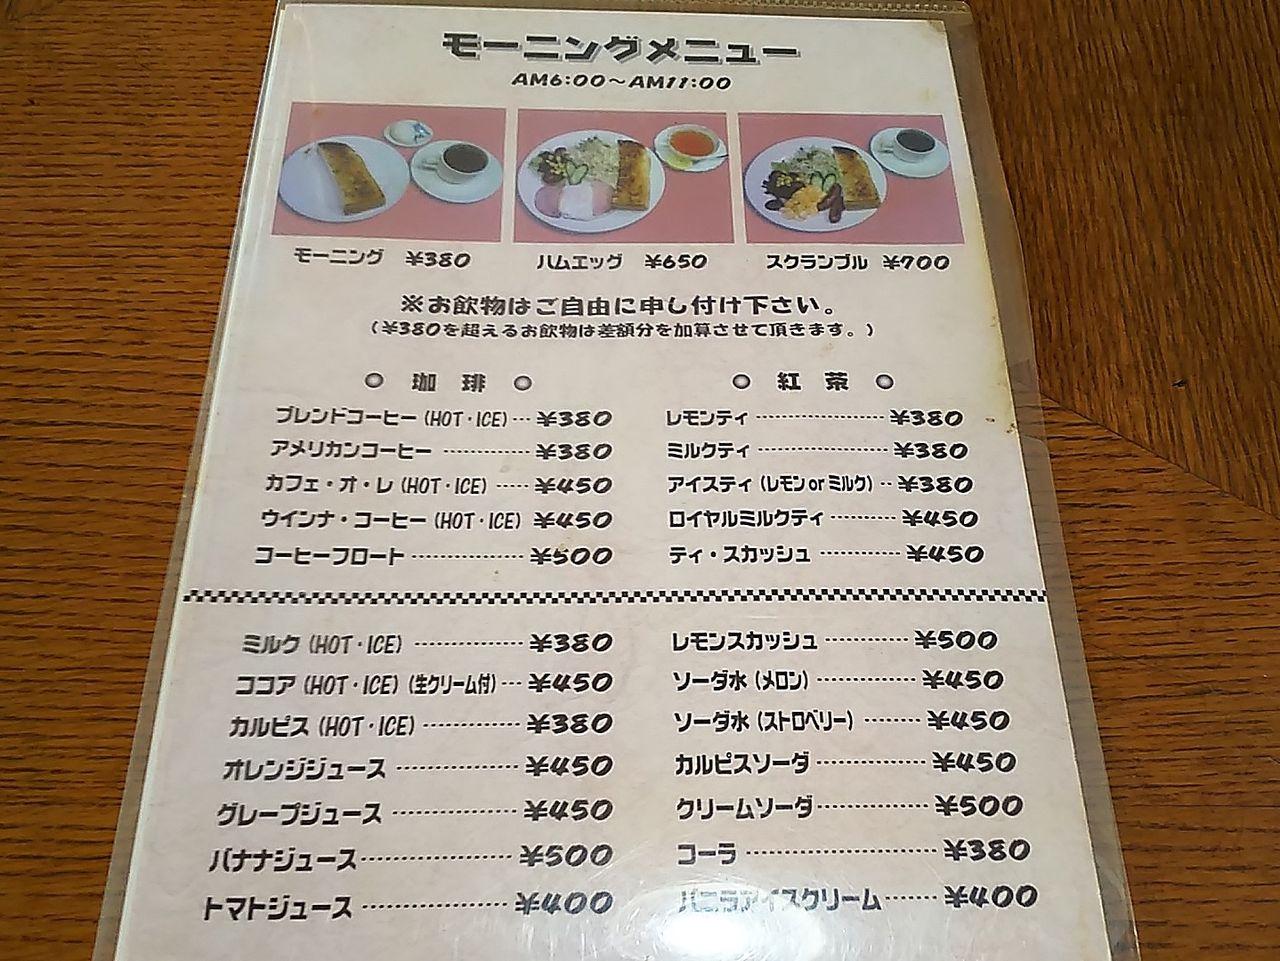 モーニングメニュー
AM6:00〜AM11:00
モーニング ¥380
ハムエッグ ¥650
スクランブル ¥700
※お飲物はご自由に申し付け下さい。
(¥380を超えるお飲物は差額分を加算させて頂きます。)
珈琲
ブレンドコーヒー(HOT・ICE)…¥380
アメリカンコーヒー …………¥380
カフェ・オ・レ(HOT・ICE)……¥450
ウインナ・コーヒー(HOT・ICE) ¥450
コーヒーフロート ……………¥500
紅茶
レモンティ ………………¥380
ミルクティ ………………¥380
アイスティ(レモンorミルク)…¥380
ロイヤルミルクティ ………¥450
ティ・スカッシュ …………¥450
ミルク(HOT・ICE) ……………¥380
ココア(HOT・ICE)(生クリーム付)…¥450
カルピス(HOT・ICE) …………¥380
オレンジジュース ……………¥450
グレープジュース ……………¥450
バナナジュース…………………¥500
トマトジュース …………………¥400
レモンスカッシュ …………¥500
ソーダ水(メロン) …………¥450
ソーダ水(ストロベリー) ……¥450
カルピスソーダ ……………¥450
クリームソーダ……………¥500
コーラ ………………………¥380
バニラアイスクリーム……¥400